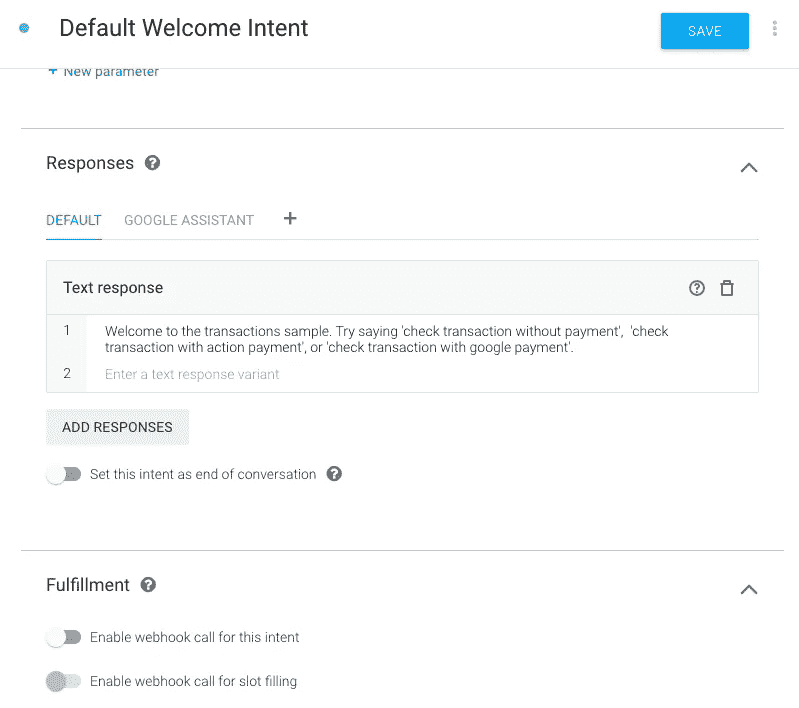 Default Welcome Intent
SAVE
+ New parameter
Responses ?
DEFAULT GOOGLE ASSISTANT +
Text response ?
1 Welcome to the transactions sample. Try saying 'check transaction without payment',  'check
transaction with action payment', or 'check transaction with google payment'.
2 Enter a text response variant
ADD RESPONSES
Set this intent as end of conversation ?
Fulfillment ?
Enable webhook call for this intent
Enable webhook call for slot filling